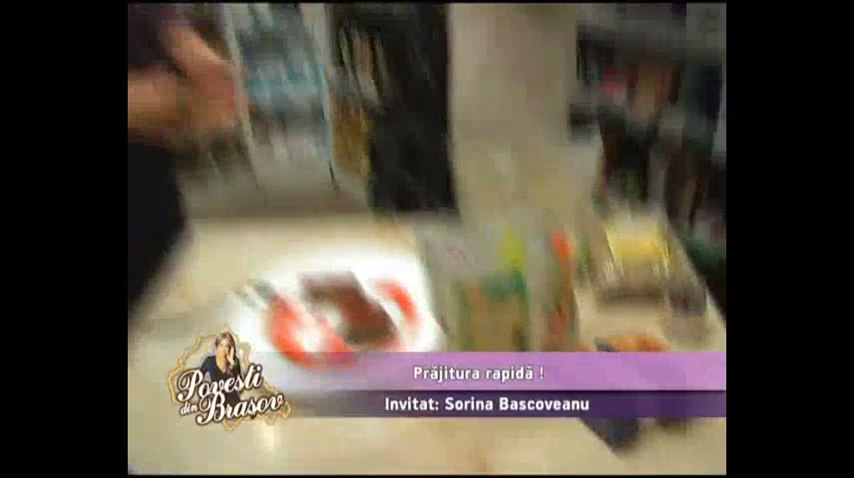 Prăjitura rapidă !
Invitat: Sorina Bascoveanu
Povesti
din Brasov